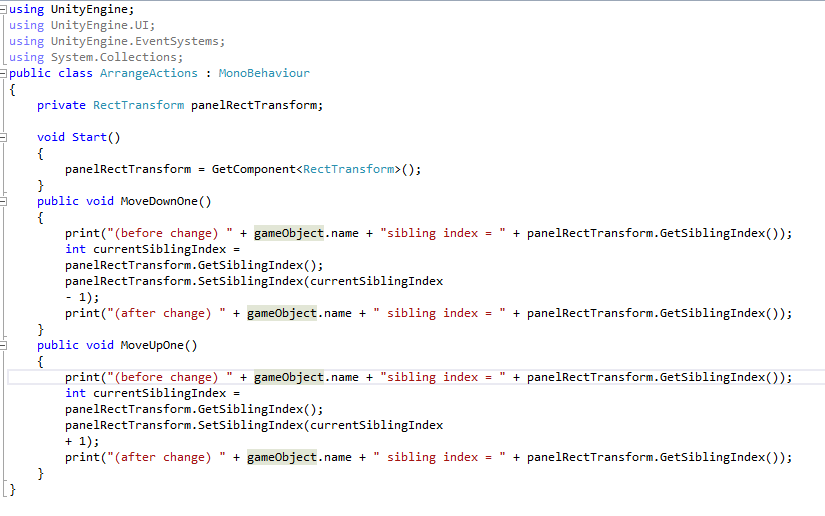 using UnityEngine;
using UnityEngine.UI;
using UnityEngine.EventSystems;
using System.Collections;
public class ArrangeActions : MonoBehaviour
{
    private RectTransform panelRectTransform;

    void Start()
    {
        panelRectTransform = GetComponent<RectTransform>();
    }
    public void MoveDownOne()
    {
        print("(before change) " + gameObject.name + "sibling index = " + panelRectTransform.GetSiblingIndex());
        int currentSiblingIndex =
        panelRectTransform.GetSiblingIndex();
        panelRectTransform.SetSiblingIndex(currentSiblingIndex
        - 1);
        print("(after change) " + gameObject.name + " sibling index = " + panelRectTransform.GetSiblingIndex());
    }
    public void MoveUpOne()
    {
        print("(before change) " + gameObject.name + "sibling index = " + panelRectTransform.GetSiblingIndex());
        int currentSiblingIndex =
        panelRectTransform.GetSiblingIndex();
        panelRectTransform.SetSiblingIndex(currentSiblingIndex
        + 1);
        print("(after change) " + gameObject.name + " sibling index = " + panelRectTransform.GetSiblingIndex());
    }
}